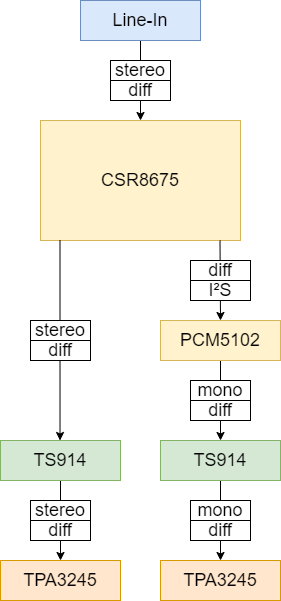 Line-In
stereo
diff
CSR8675
diff
I²S
stereo
diff
PCM5102
mono
diff
TS914
TS914
stereo
diff
mono
diff
TPA3245
TPA3245